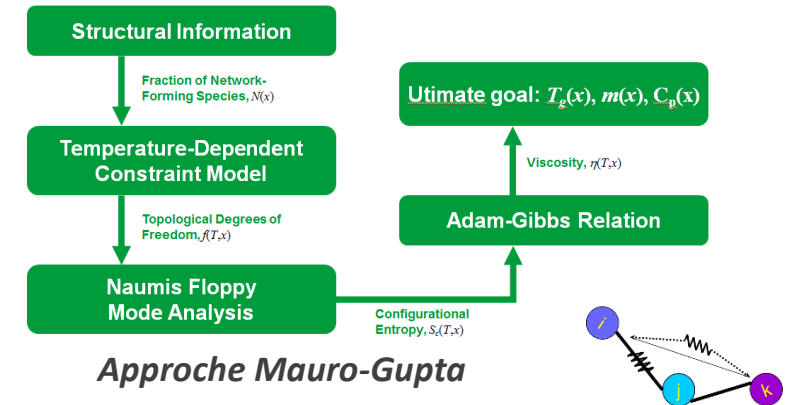 Structural Information
Fraction of Network-
Forming Species, N(x)
Temperature-Dependent
Constraint Model
Topological Degrees of
Freedom, f(T,x)
Naumis Floppy
Mode Analysis
Configurational
Entropy, Sc(T,x)
Adam-Gibbs Relation
Viscosity, η(T,x)
Utimate goal: Tg(x), m(x), Cp(x)
Approche Mauro-Gupta
i
j
k